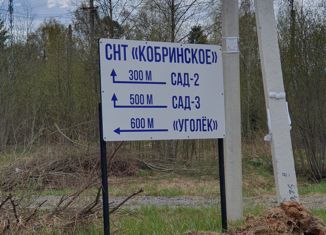 СНТ «КОБРИНСКОЕ»
300 М САД-2
500 М САД-3
600 М «УГОЛЁК»